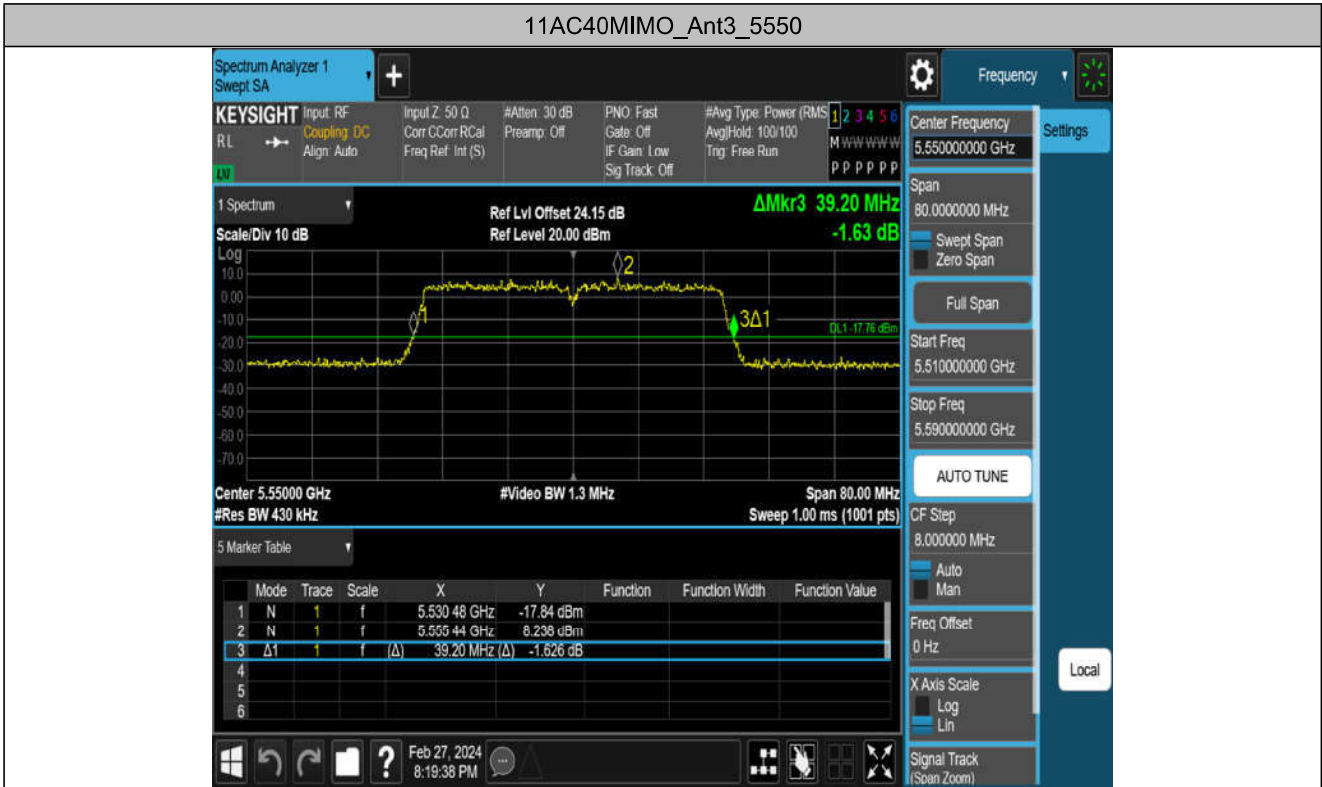 11AC40MIMO_Ant3_5550
Spectrum Analyzer 1
Swept SA
+
Frequency
KEYSIGHT
RL
LXI
Input: RF
Coupling: DC
Align: Auto
Input Z: 50 Ω
Corr CCorr RCal
Freq Ref: Int (S)
#Atten: 30 dB
Preamp: Off
PNO: Fast
Gate: Off
IF Gain: Low
Sig Track: Off
#Avg Type: Power (RMS
Avg|Hold: 100/100
Trig: Free Run
1 2 3 4 5 6
M W W W W W
P P P P P P
Center Frequency
5.550000000 GHz
Settings
Span
80.0000000 MHz
Swept Span
Zero Span
Full Span
Start Freq
5.510000000 GHz
Stop Freq
5.590000000 GHz
AUTO TUNE
CF Step
8.000000 MHz
Auto
Man
Freq Offset
0 Hz
X Axis Scale
Log
Lin
Signal Track
(Span Zoom)
Local
1 Spectrum
Scale/Div 10 dB
Ref Lvl Offset 24.15 dB
Ref Level 20.00 dBm
ΔMkr3 39.20 MHz
-1.63 dB
Log
10.0
0.00
-10.0
-20.0
-30.0
-40.0
-50.0
-60.0
-70.0
1
2
3Δ1
DL1 -17.76 dBm
Center 5.55000 GHz
#Res BW 430 kHz
#Video BW 1.3 MHz
Span 80.00 MHz
Sweep 1.00 ms (1001 pts)
5 Marker Table
Mode Trace Scale X Y Function Function Width Function Value
1 N 1 f 5.530 48 GHz -17.84 dBm
2 N 1 f 5.555 44 GHz 8.238 dBm
3 Δ1 1 f (Δ) 39.20 MHz (Δ) -1.626 dB
4
5
6
?
Feb 27, 2024
8:19:38 PM